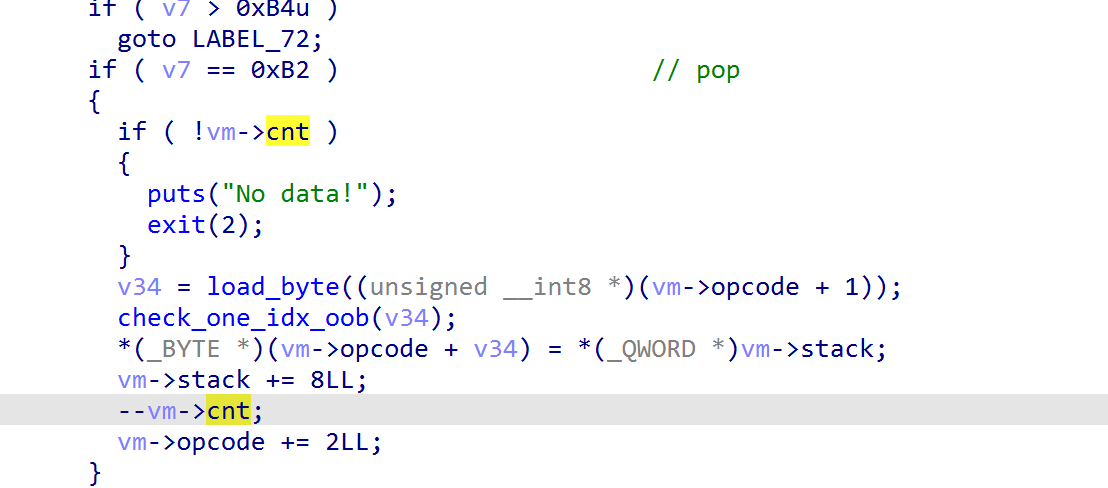 if ( v7 > 0xB4u )
goto LABEL_72;
if ( v7 == 0xB2 ) // pop
{
if ( !vm->cnt )
{
puts("No data!");
exit(2);
}
v34 = load_byte((unsigned __int8 *)(vm->opcode + 1));
check_one_idx_oob(v34);
*(_BYTE *)(vm->opcode + v34) = *(_QWORD *)vm->stack;
vm->stack += 8LL;
--vm->cnt;
vm->opcode += 2LL;
}